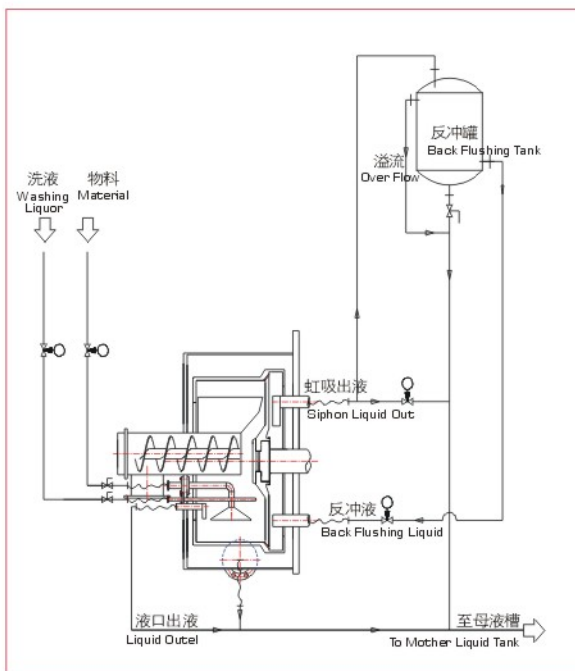 反冲罐
Back Flushing Tank
溢流
Over Flow
洗液
Washing
Liquor
物料
Material
虹吸出液
Siphon Liquid Out
反冲液
Back Flushing Liquid
液口出液
Liquid Outel
至母液槽
To Mother Liquid Tank